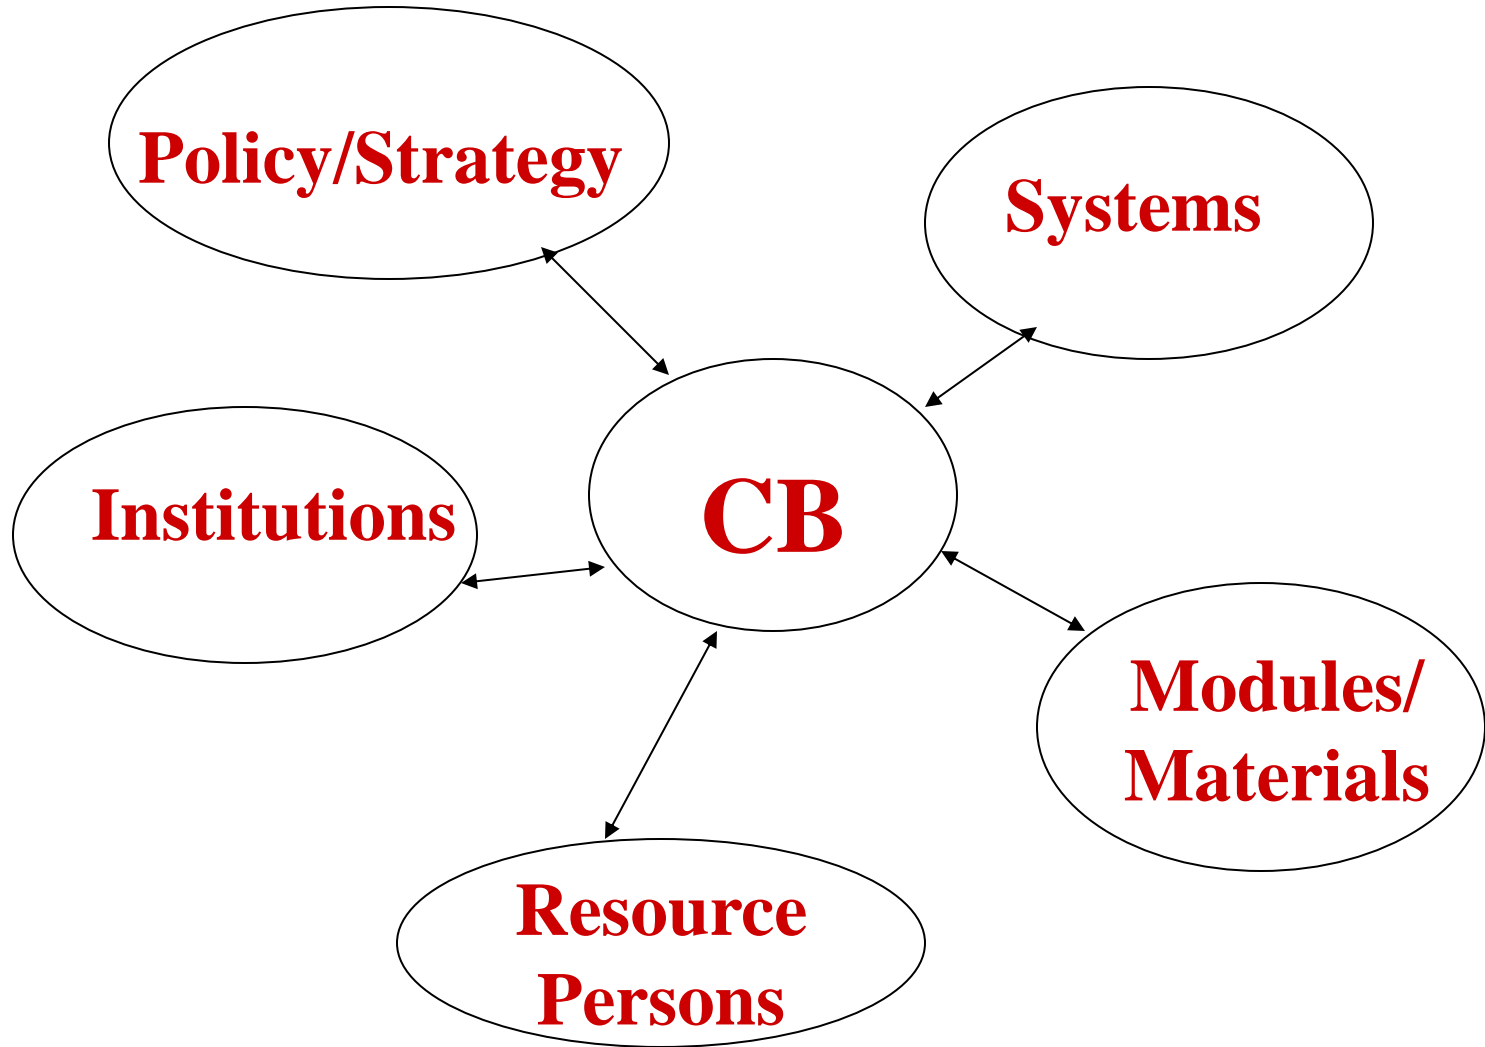 Policy/Strategy
Systems
Institutions
CB
Modules/
Materials
Resource
Persons